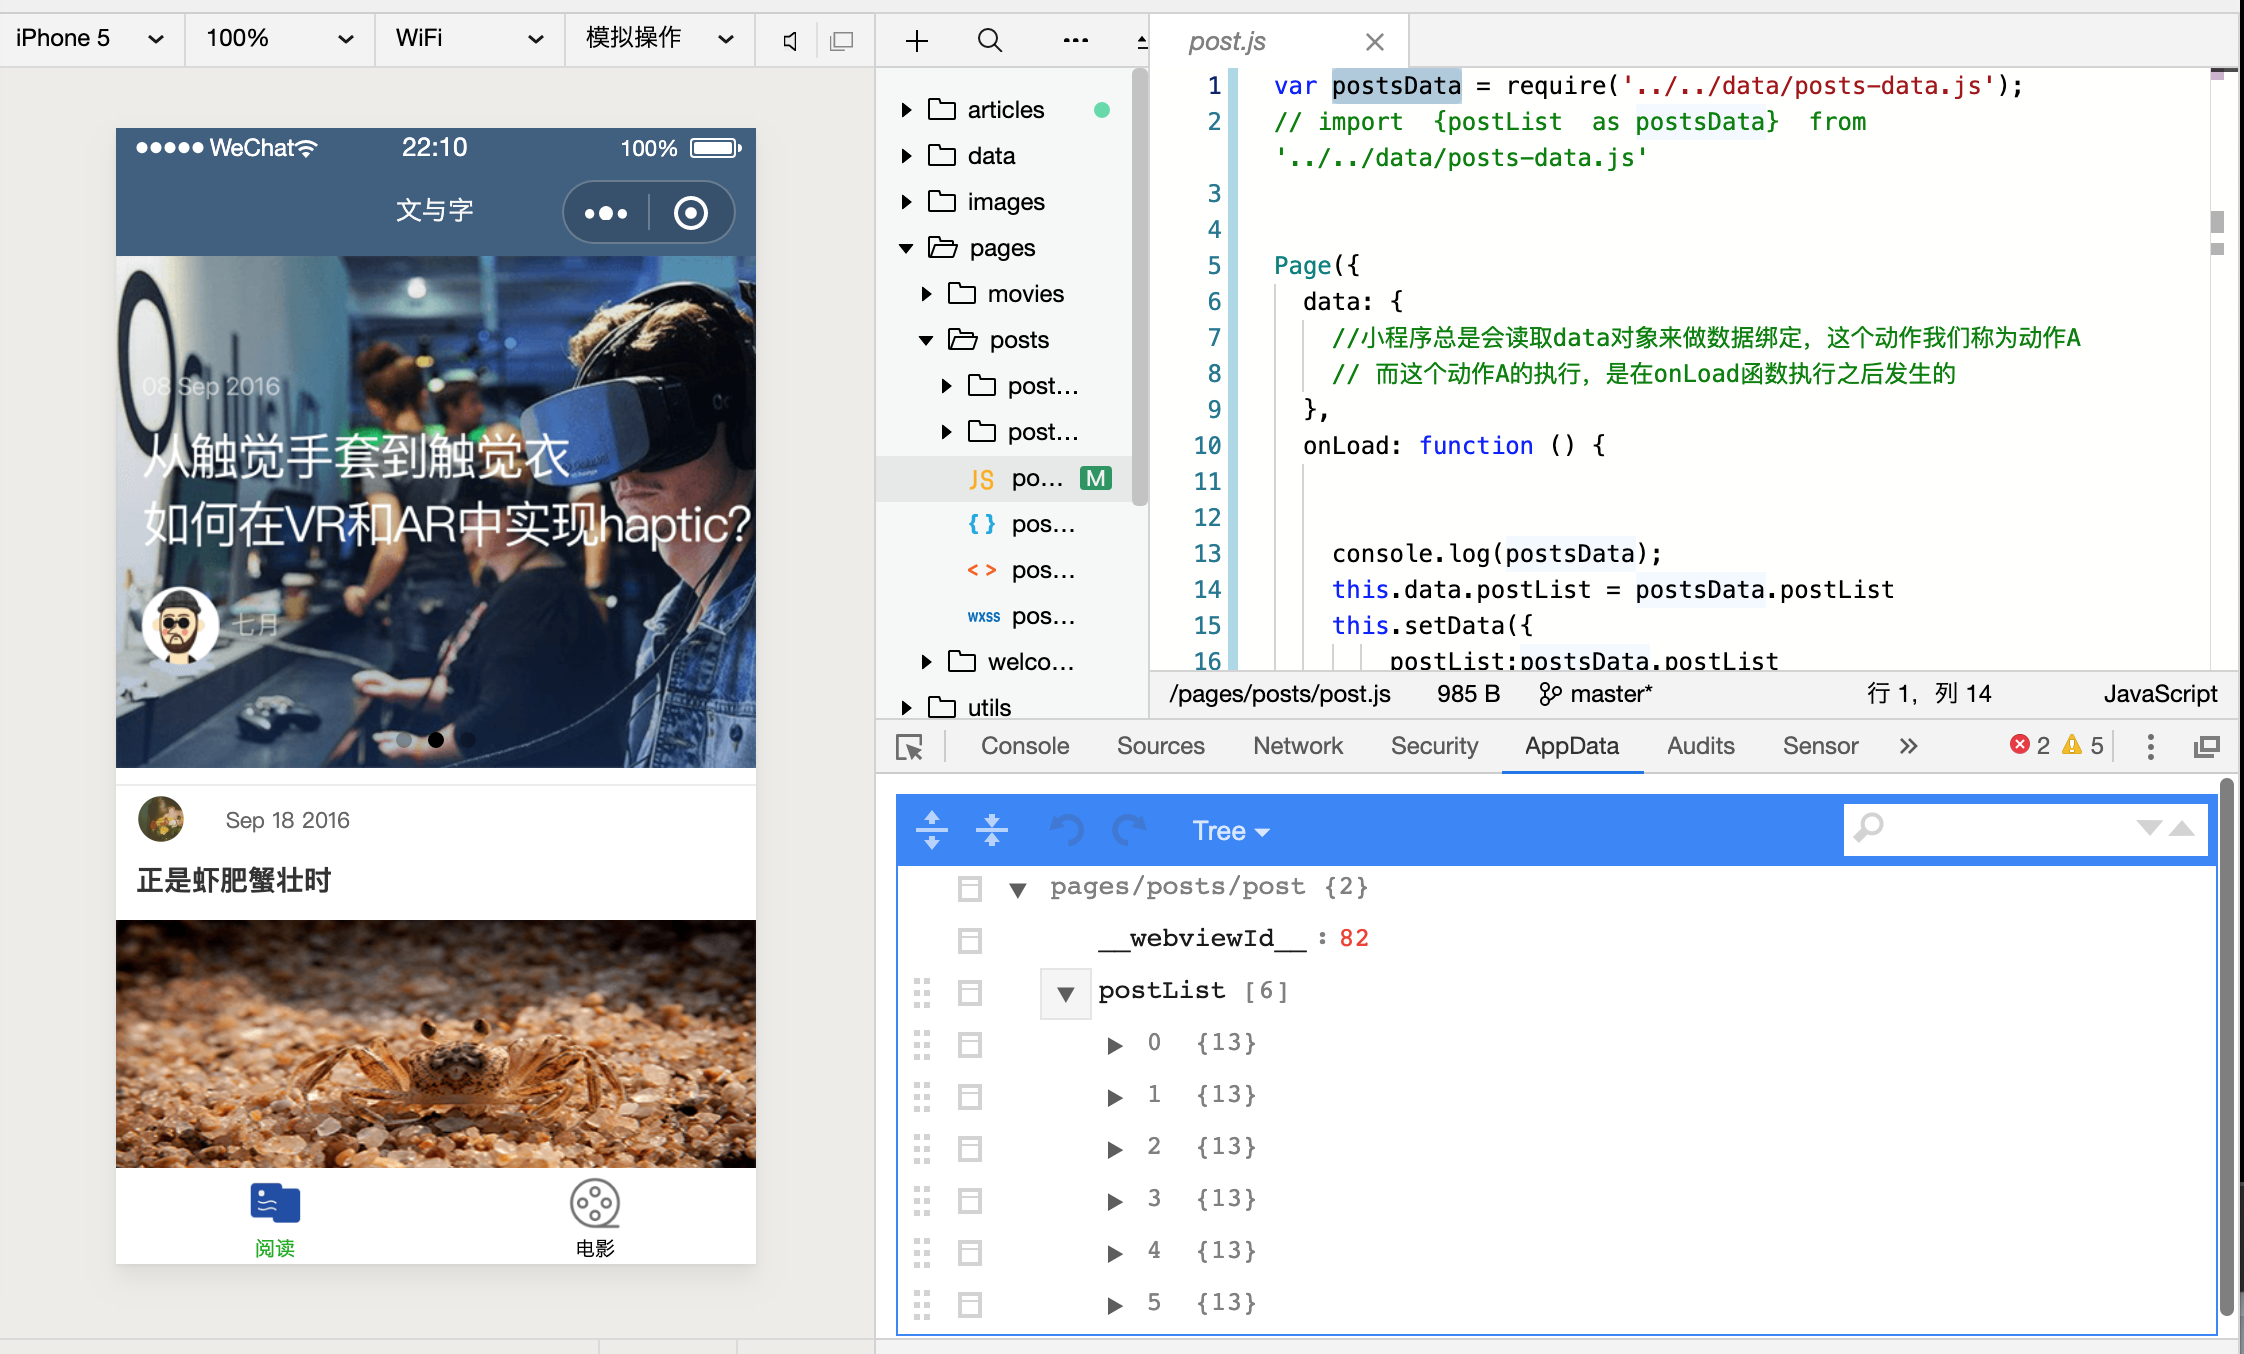 iPhone 5
100%
WiFi
模拟操作
WeChat
22:10
100%
文与字
08 Sep 2016
从触觉手套到触觉衣
如何在VR和AR中实现haptic?
七月
Sep 18 2016
正是虾肥蟹壮时
阅读
电影
articles
data
images
pages
movies
posts
post...
post...
JS po... M
{ } pos...
< > pos...
wxss pos...
welco...
utils
post.js
1 var postsData = require('../../data/posts-data.js');
2 // import {postList as postsData} from
'../../data/posts-data.js'
3
4
5 Page({
6 data: {
7 //小程序总是会读取data对象来做数据绑定，这个动作我们称为动作A
8 // 而这个动作A的执行，是在onLoad函数执行之后发生的
9 },
10 onLoad: function () {
11
12
13 console.log(postsData);
14 this.data.postList = postsData.postList
15 this.setData({
16 postList:postsData.postList
/pages/posts/post.js 985 B master* 行 1，列 14 JavaScript
Console Sources Network Security AppData Audits Sensor » 2 5
Tree
pages/posts/post {2}
__webviewId__ : 82
postList [6]
0 {13}
1 {13}
2 {13}
3 {13}
4 {13}
5 {13}